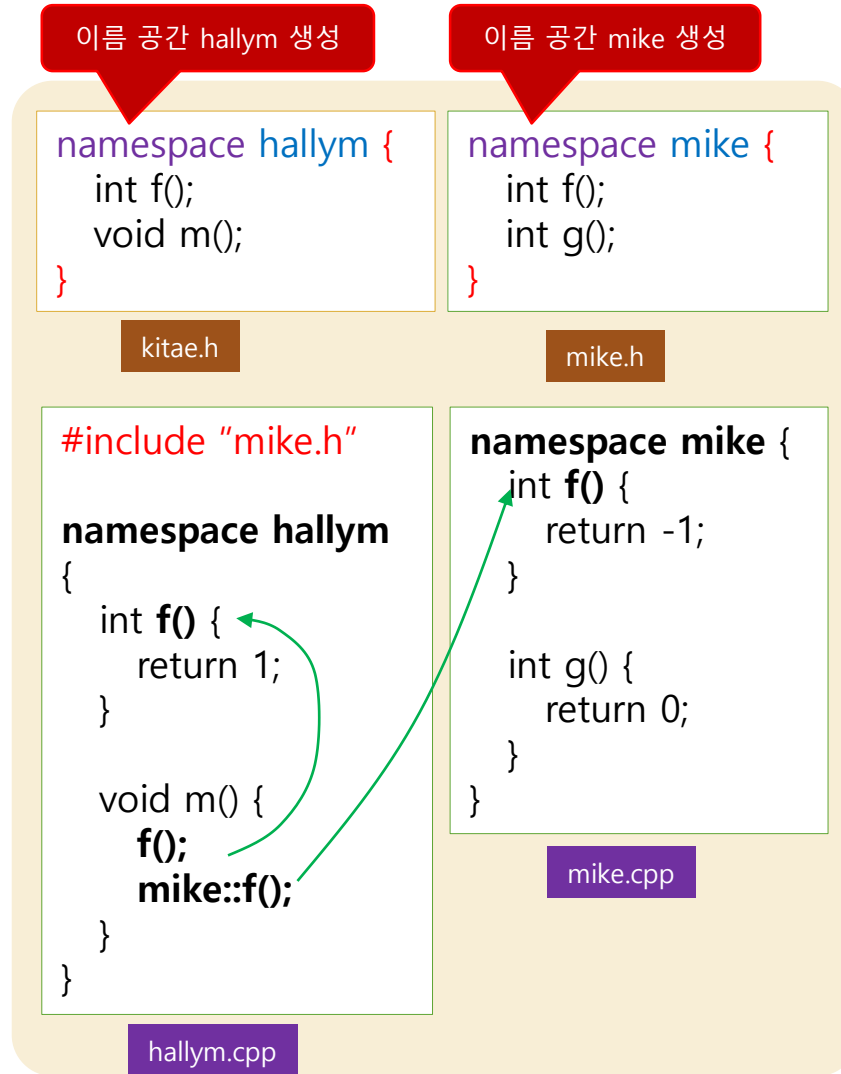 이름 공간 hallym 생성
이름 공간 mike 생성
namespace hallym {
int f();
void m();
}
kitae.h
namespace mike {
int f();
int g();
}
mike.h
#include “mike.h”
namespace hallym
{
int f() {
return 1;
}
void m() {
f();
mike::f();
}
}
hallym.cpp
namespace mike {
int f() {
return -1;
}
int g() {
return 0;
}
}
mike.cpp